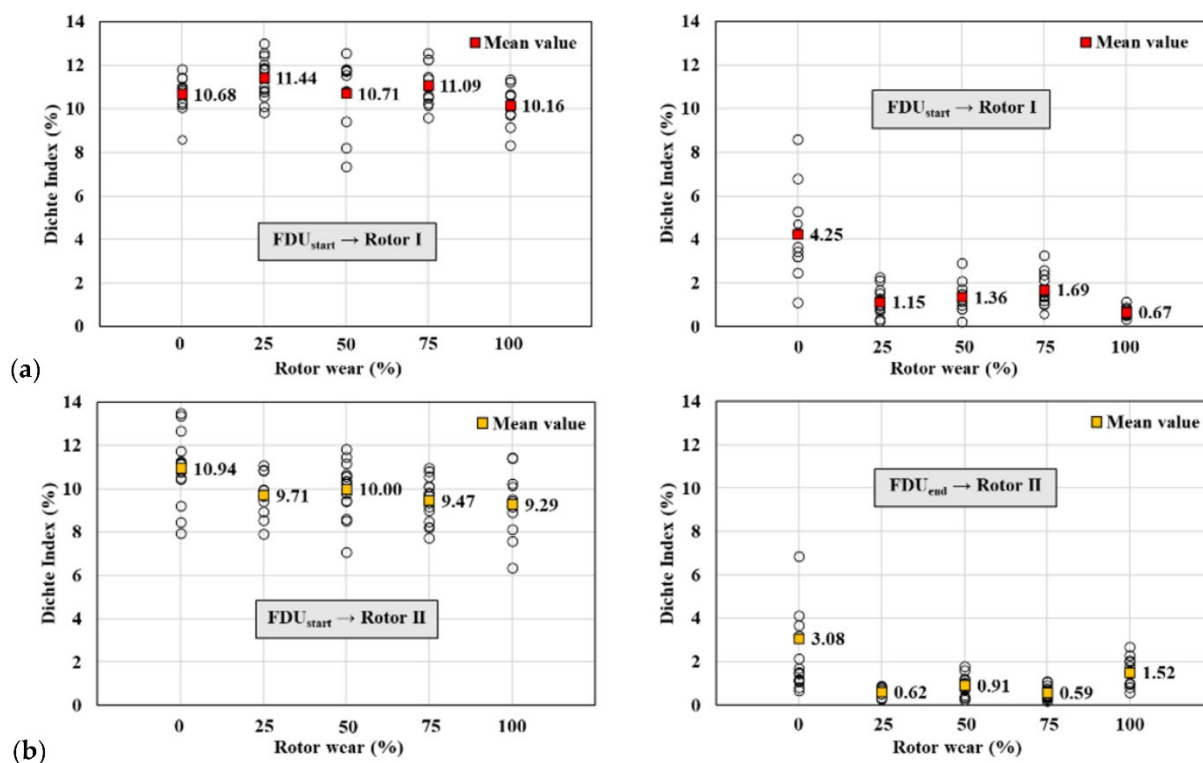 14
12
10
8
6
4
2
0
Dichte Index (%)
Mean value
10.68
11.44
10.71
11.09
10.16
FDUstart → Rotor I
0 25 50 75 100
Rotor wear (%)
14
12
10
8
6
4
2
0
Dichte Index (%)
Mean value
FDUstart → Rotor I
4.25
1.15
1.36
1.69
0.67
0 25 50 75 100
Rotor wear (%)
(a)
14
12
10
8
6
4
2
0
Dichte Index (%)
Mean value
10.94
9.71
10.00
9.47
9.29
FDUstart → Rotor II
0 25 50 75 100
Rotor wear (%)
14
12
10
8
6
4
2
0
Dichte Index (%)
Mean value
FDUend → Rotor II
3.08
0.62
0.91
0.59
1.52
0 25 50 75 100
Rotor wear (%)
(b)